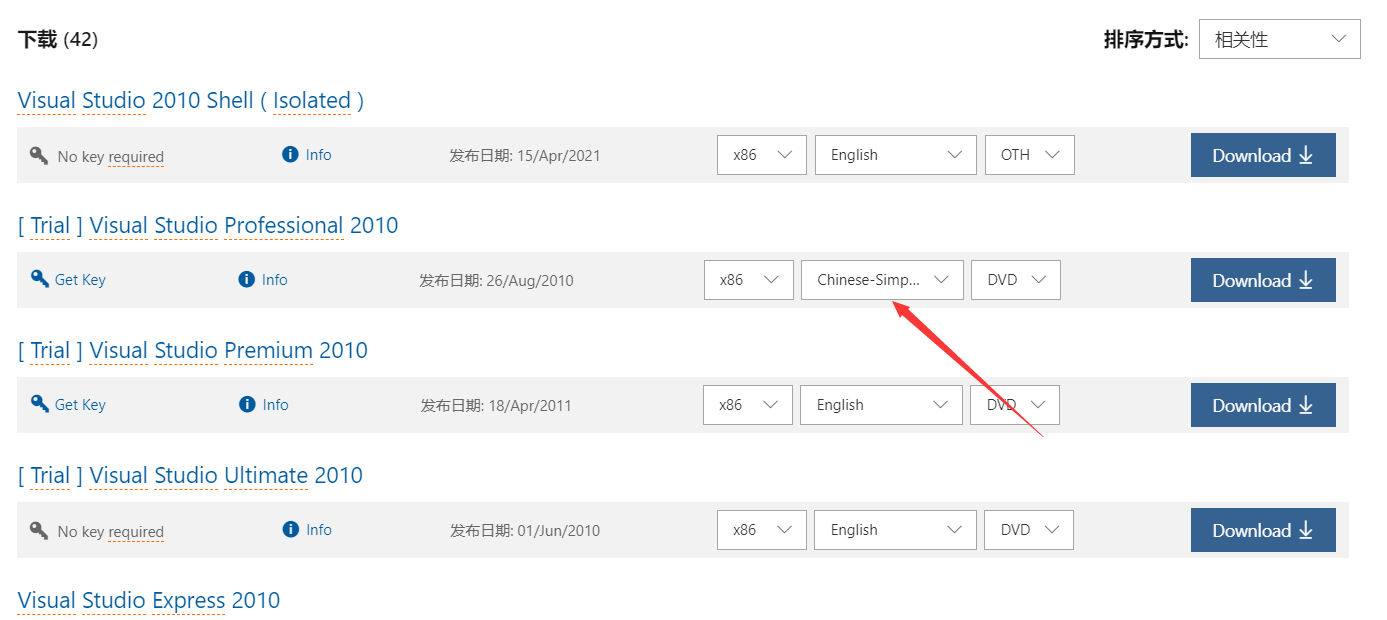 下载 (42) 排序方式: 相关性
Visual Studio 2010 Shell ( Isolated )
No key required Info 发布日期: 15/Apr/2021 x86 English OTH Download
[ Trial ] Visual Studio Professional 2010
Get Key Info 发布日期: 26/Aug/2010 x86 Chinese-Simp... DVD Download
[ Trial ] Visual Studio Premium 2010
Get Key Info 发布日期: 18/Apr/2011 x86 English DVD Download
[ Trial ] Visual Studio Ultimate 2010
No key required Info 发布日期: 01/Jun/2010 x86 English DVD Download
Visual Studio Express 2010